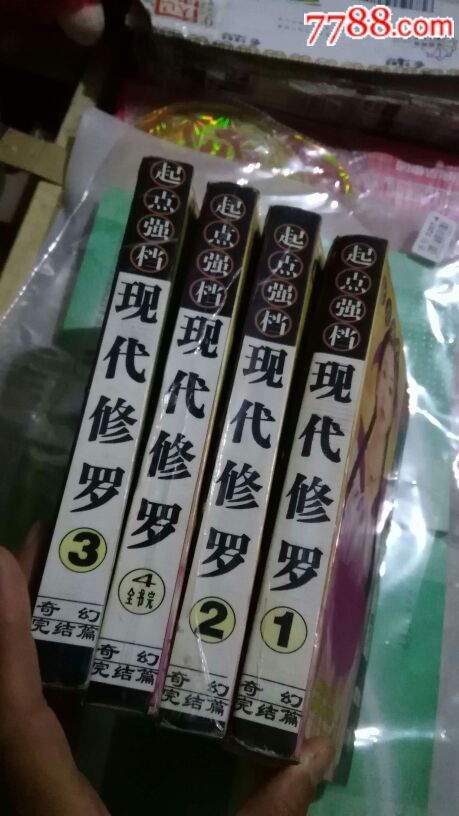 7788.com
起点强档
现代修罗
3
奇幻
完结篇
起点强档
现代修罗
4
全书完
奇幻
完结篇
起点强档
现代修罗
2
奇幻
完结篇
起点强档
现代修罗
1
奇幻
完结篇